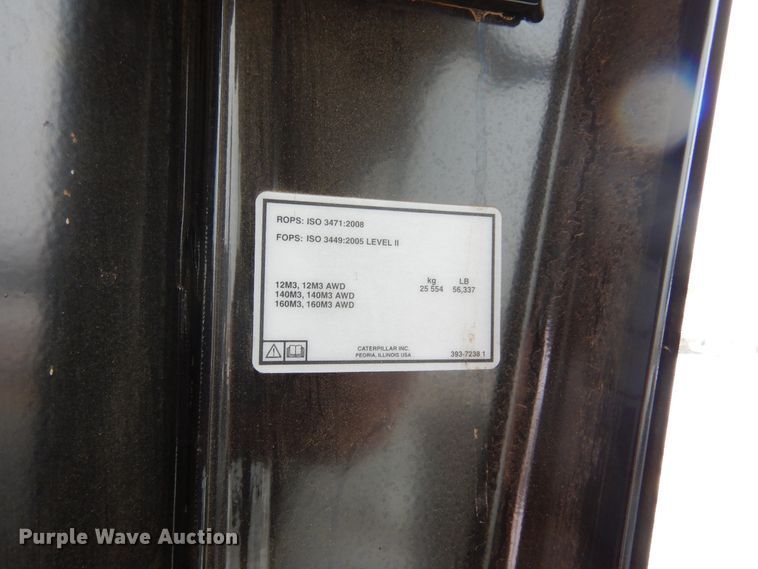 ROPS: ISO 3471:2008
FOPS: ISO 3449:2005 LEVEL II
kg LB
12M3, 12M3 AWD 25 554 56,337
140M3, 140M3 AWD
160M3, 160M3 AWD
CATERPILLAR INC.
PEORIA, ILLINOIS USA 393-7238 1
Purple Wave Auction®